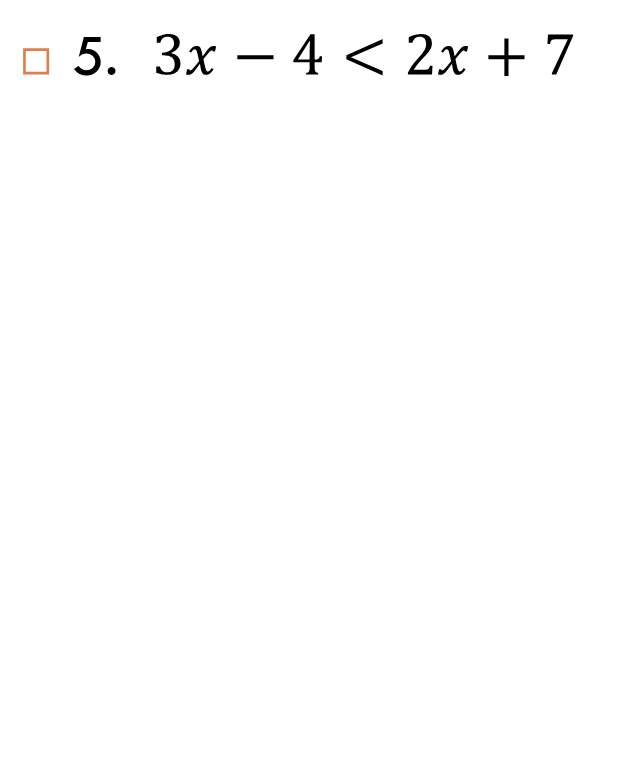 5. 3x − 4 < 2x + 7